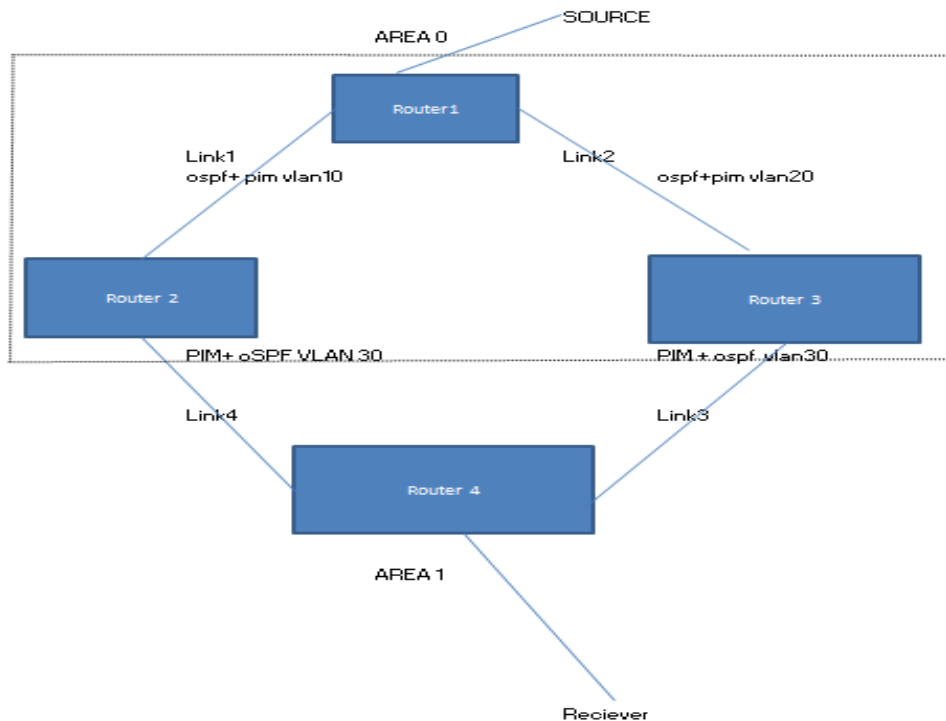 SOURCE
AREA 0
Router1
Link1
ospf+ pim vlan10
Link2
ospf+pim vlan20
Router 2
Router 3
PIM+ oSPF VLAN 30
PIM + ospf vlan30
Link4
Link3
Router 4
AREA 1
Reciever